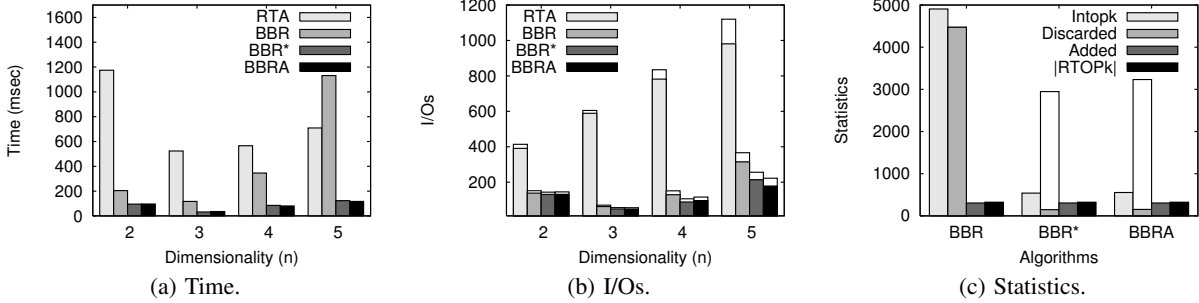 1600
1400
1200
1000
800
600
400
200
0
Time (msec)
RTA
BBR
BBR*
BBRA
2 3 4 5
Dimensionality (n)
(a) Time.
1200
1000
800
600
400
200
I/Os
RTA
BBR
BBR*
BBRA
2 3 4 5
Dimensionality (n)
(b) I/Os.
5000
4000
3000
2000
1000
0
Statistics
Intopk
Discarded
Added
|RTOPk|
BBR BBR* BBRA
Algorithms
(c) Statistics.